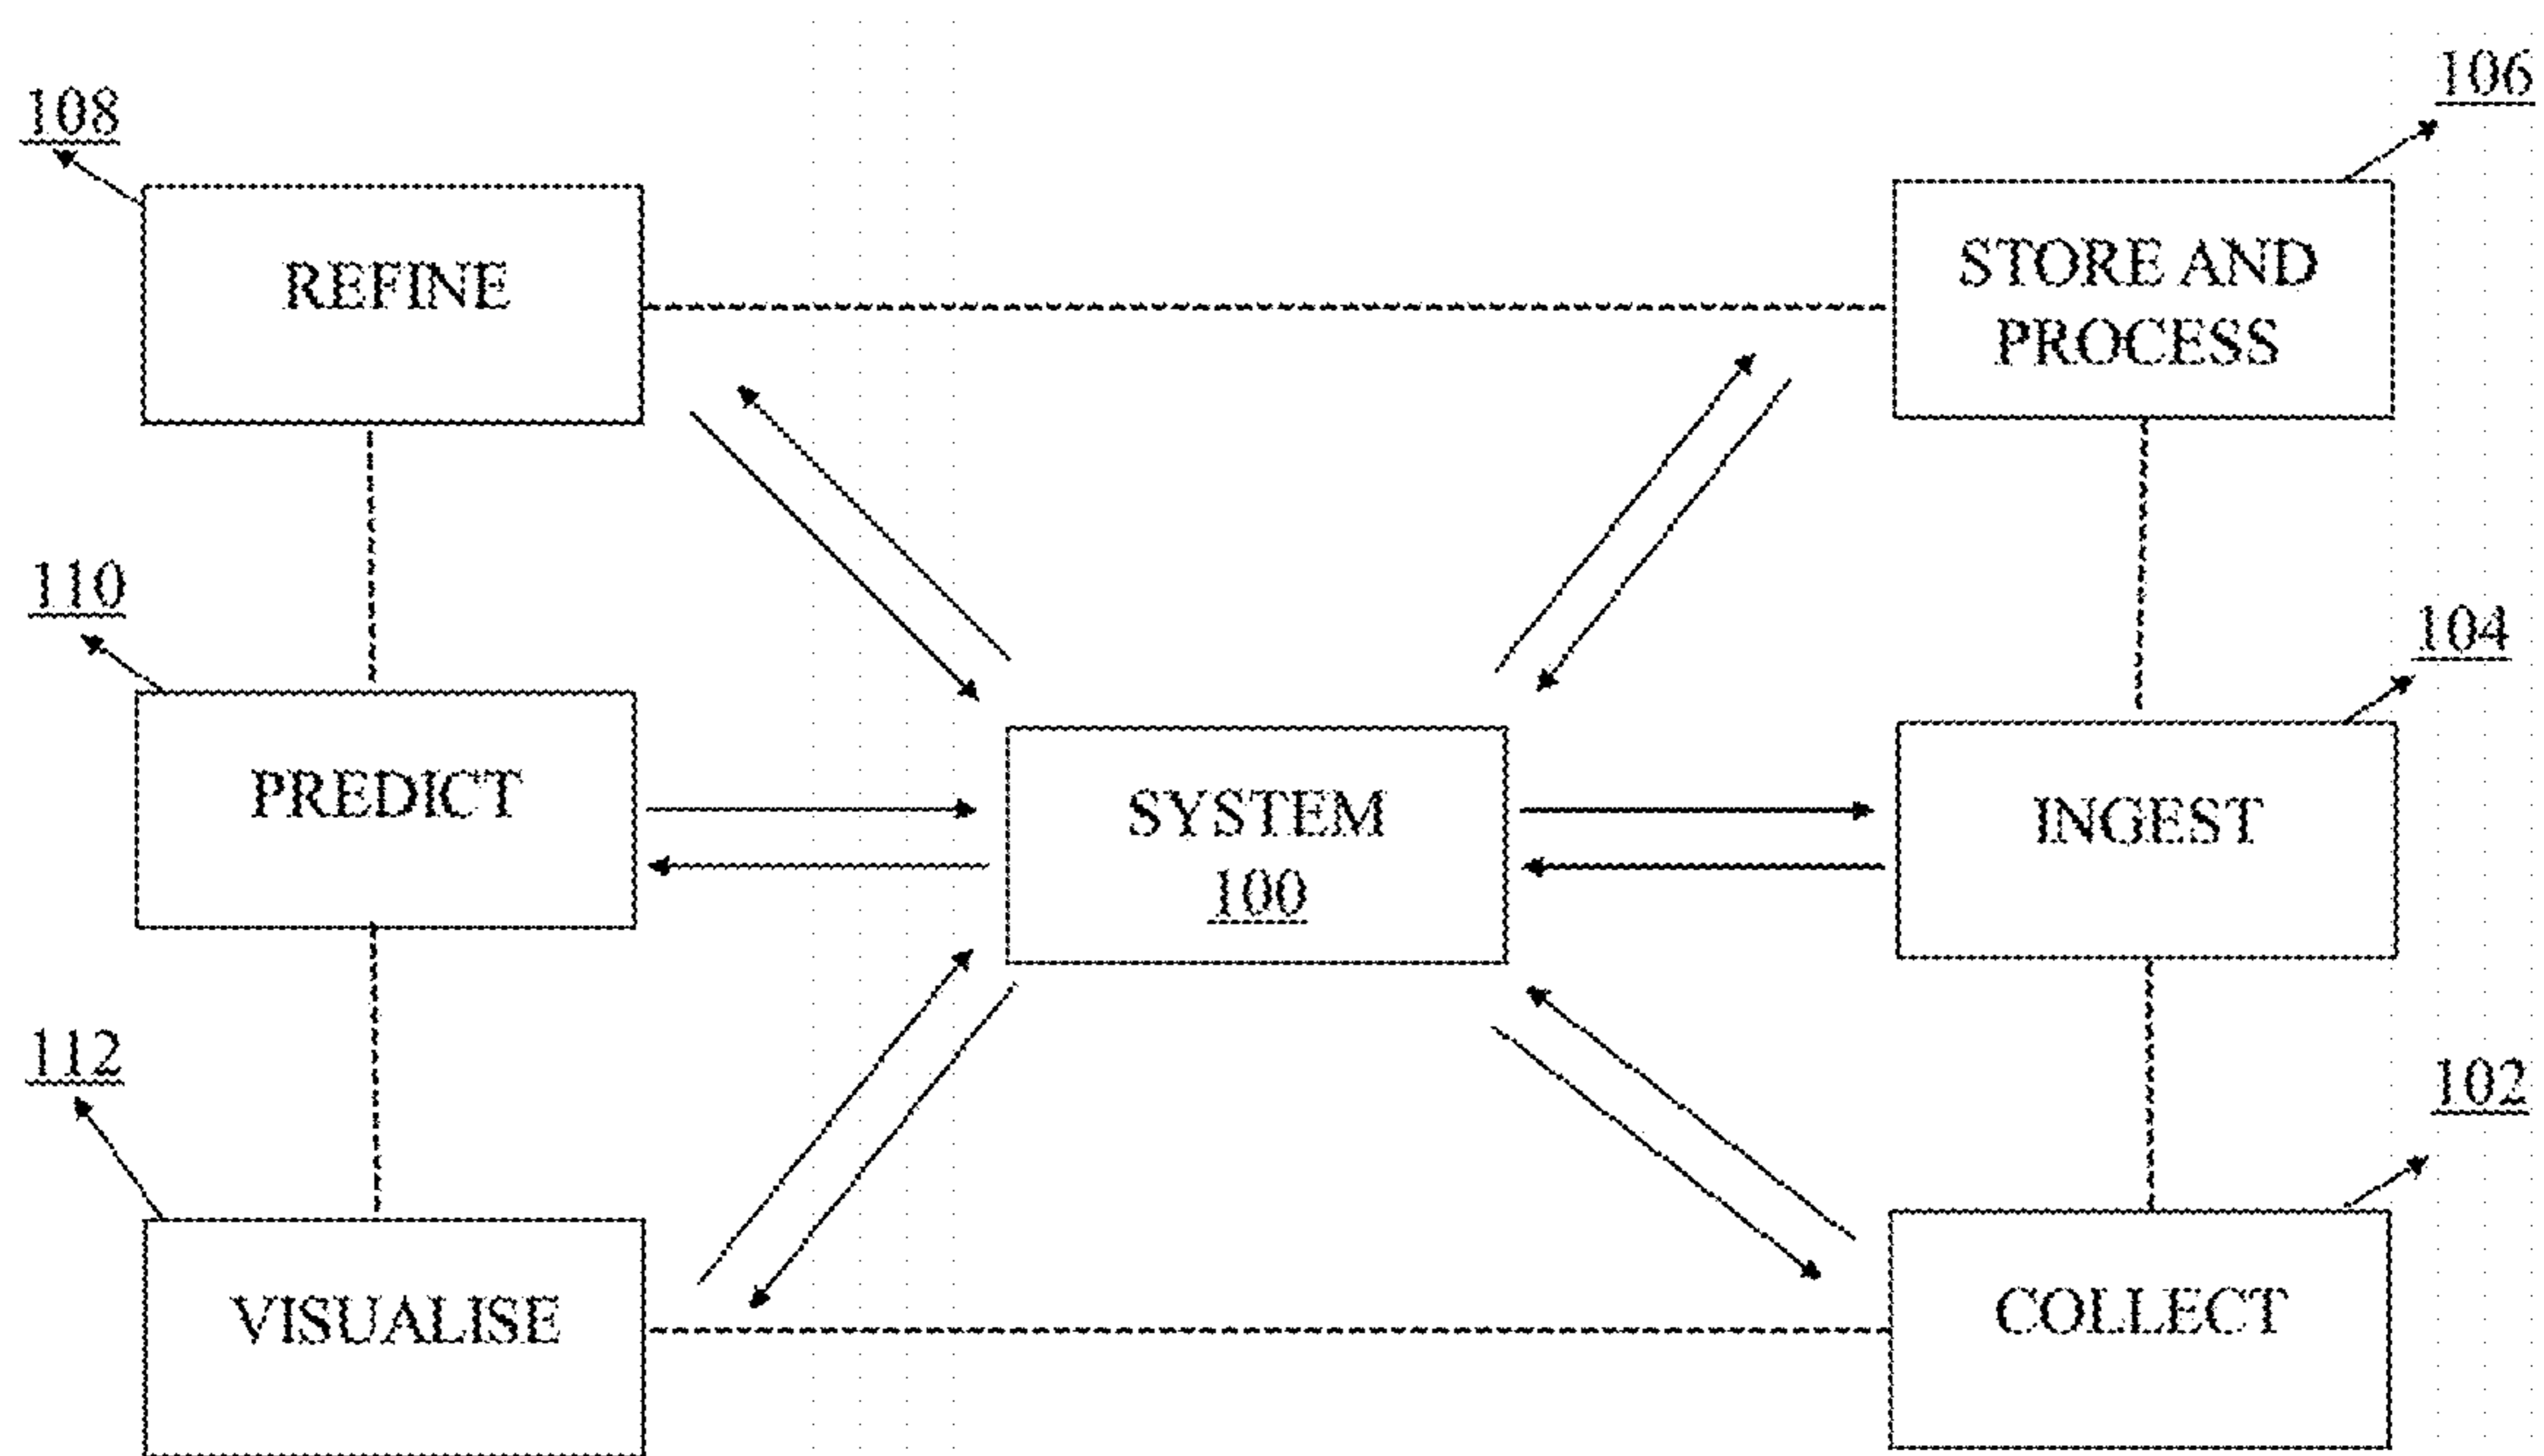 108
106
REFINE
STORE AND
PROCESS
110
104
PREDICT
SYSTEM
100
INGEST
112
102
VISUALISE
COLLECT